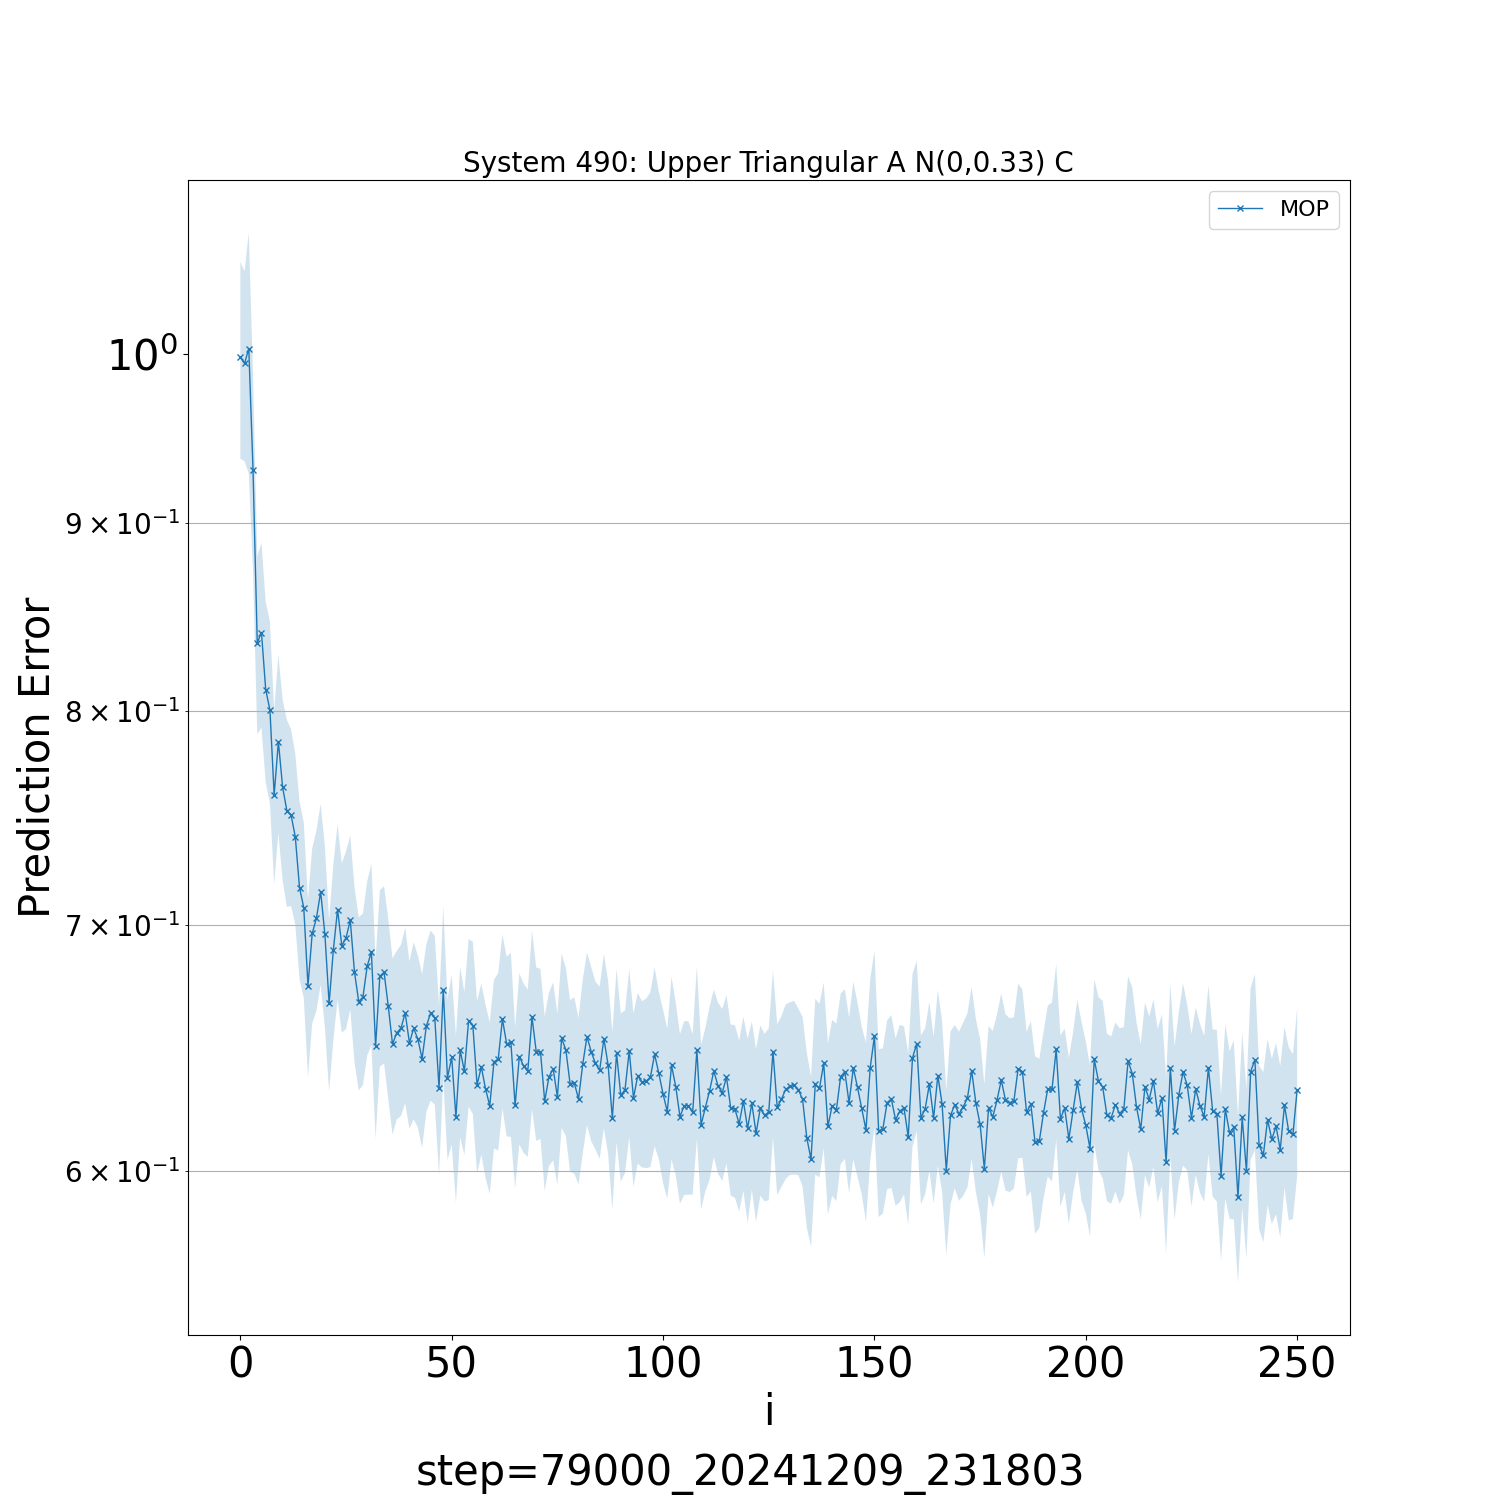 System 490: Upper Triangular A N(0,0.33) C
MOP
10⁰
9 × 10⁻¹
8 × 10⁻¹
7 × 10⁻¹
6 × 10⁻¹
Prediction Error
0 50 100 150 200 250
i
step=79000_20241209_231803